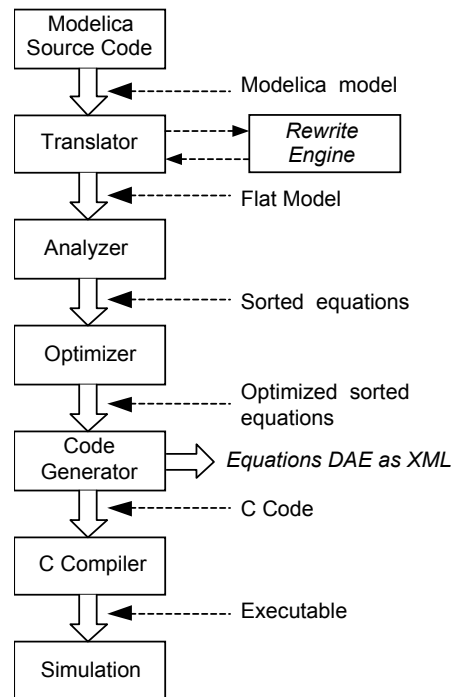 Modelica
Source Code
Modelica model
Translator
Rewrite
Engine
Flat Model
Analyzer
Sorted equations
Optimizer
Optimized sorted
equations
Code
Generator
Equations DAE as XML
C Code
C Compiler
Executable
Simulation